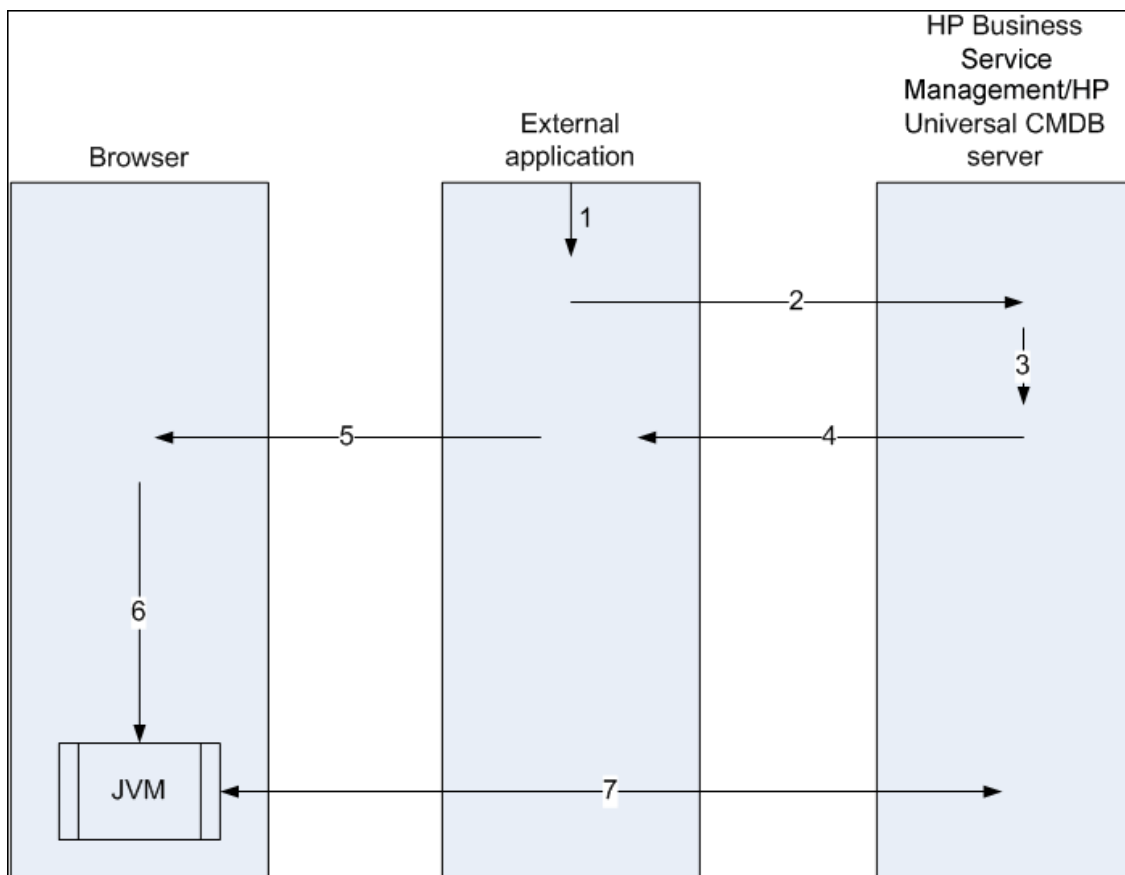 HP Business
Service
Management/HP
Universal CMDB
server
External
application
Browser
1
2
3
5
4
6
JVM
7